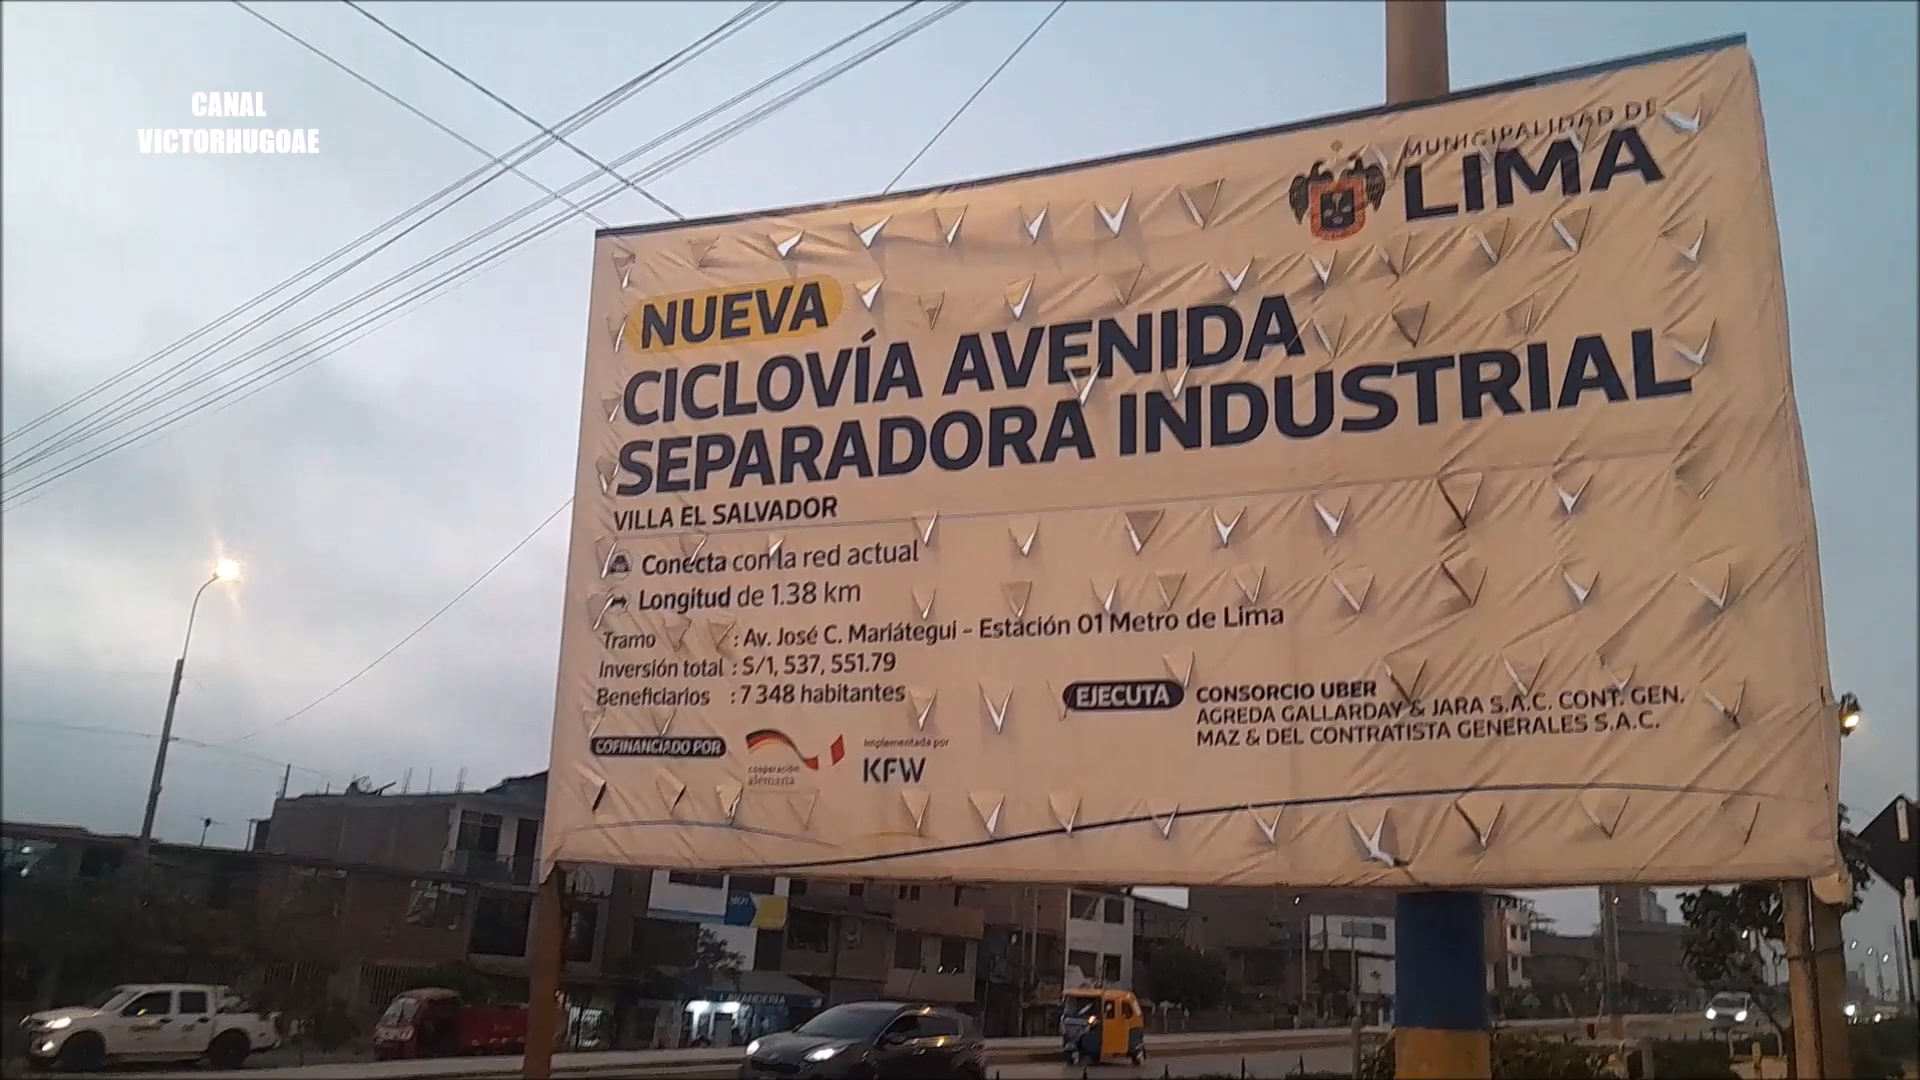 CANAL
VICTORHUGOAE
MUNICIPALIDAD DE
LIMA
NUEVA
CICLOVÍA AVENIDA
SEPARADORA INDUSTRIAL
VILLA EL SALVADOR
Conecta con la red actual
Longitud de 1.38 km
Tramo : Av. José C. Mariátegui - Estación 01 Metro de Lima
Inversión total : S/1, 537, 551.79
Beneficiarios : 7 348 habitantes
EJECUTA
CONSORCIO UBER
AGREDA GALLARDAY & JARA S.A.C. CONT. GEN.
MAZ & DEL CONTRATISTA GENERALES S.A.C.
COFINANCIADO POR
cooperación
alemana
Implementada por
KFW
LAVANDERIA